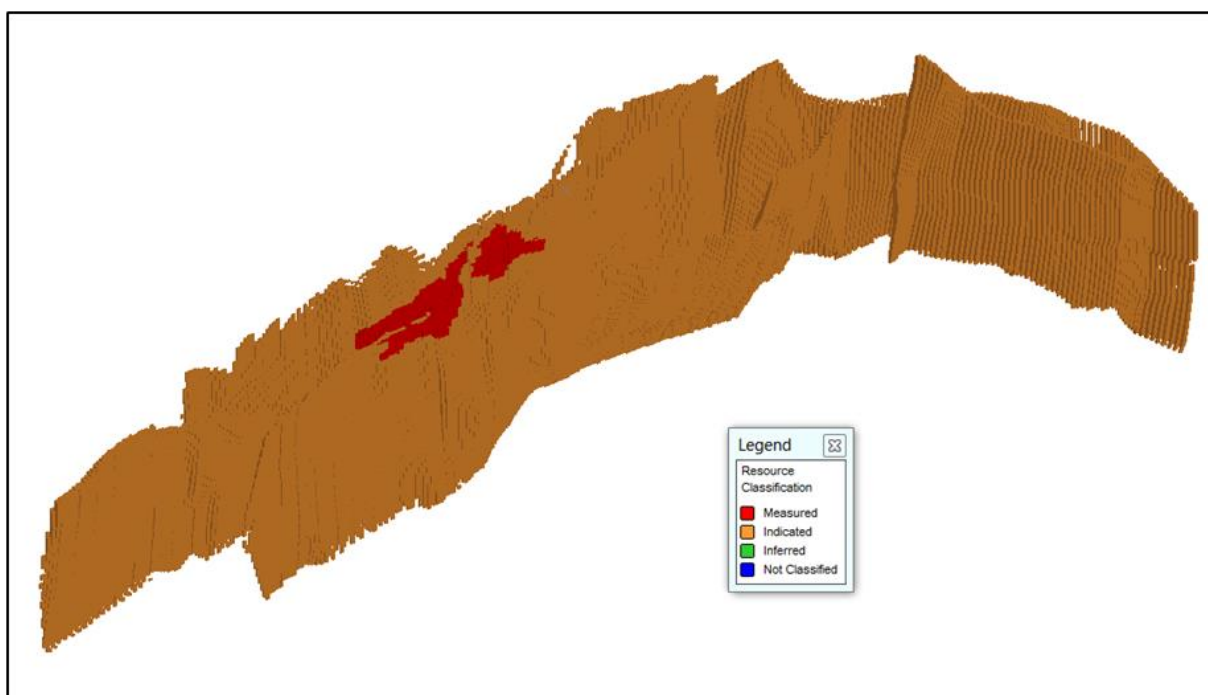 Legend
Resource
Classification
Measured
Indicated
Inferred
Not Classified